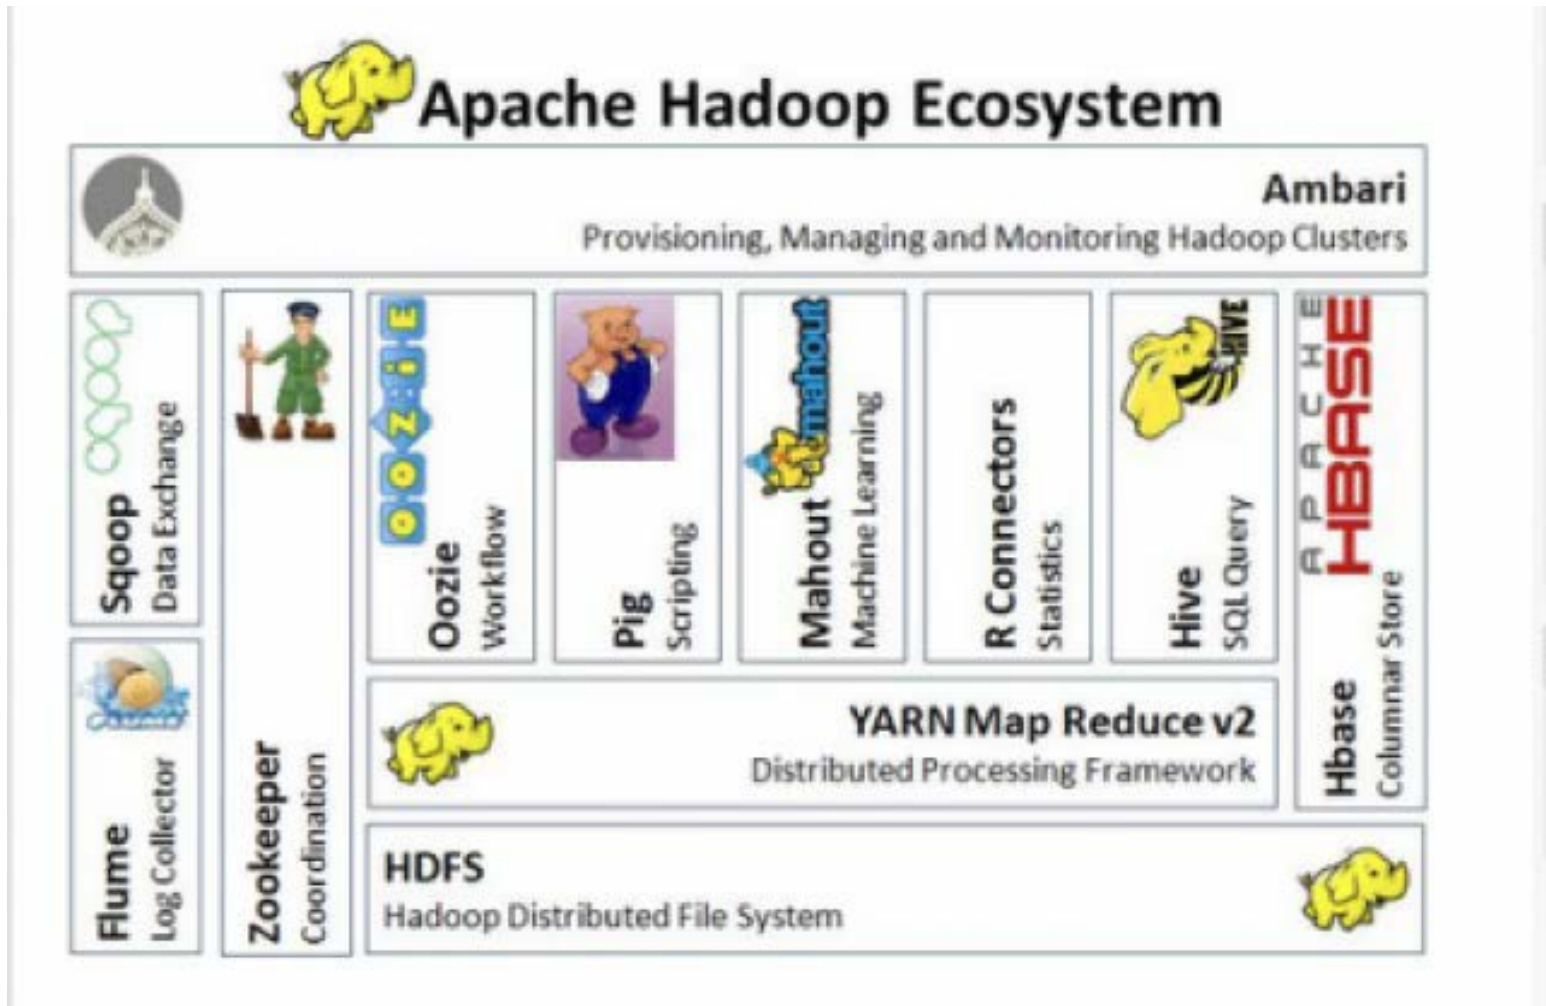 Apache Hadoop Ecosystem
Ambari
Provisioning, Managing and Monitoring Hadoop Clusters
sqoop
Sqoop
Data Exchange
Flume
Log Collector
Zookeeper
Coordination
OOZiE
Oozie
Workflow
Pig
Scripting
mahout
Mahout
Machine Learning
R Connectors
Statistics
HIVE
Hive
SQL Query
APACHE
HBASE
Hbase
Columnar Store
YARN Map Reduce v2
Distributed Processing Framework
HDFS
Hadoop Distributed File System